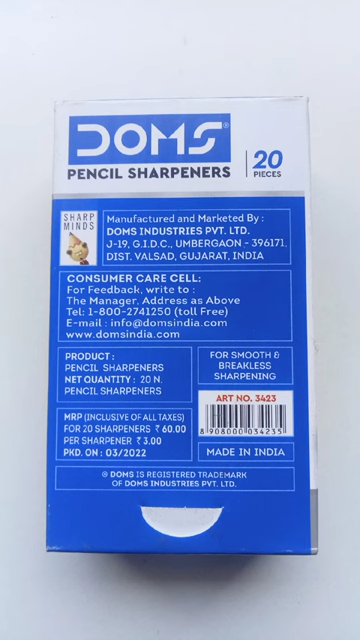 DOMS®
PENCIL SHARPENERS
20
PIECES
SHARP
MINDS
Manufactured and Marketed By :
DOMS INDUSTRIES PVT. LTD.
J-19, G.I.D.C., UMBERGAON - 396171,
DIST. VALSAD, GUJARAT, INDIA
CONSUMER CARE CELL:
For Feedback, write to :
The Manager, Address as Above
Tel: 1-800-2741250 (toll Free)
E-mail : info@domsindia.com
www.domsindia.com
PRODUCT :
PENCIL SHARPENERS
NET QUANTITY : 20 N.
PENCIL SHARPENERS
FOR SMOOTH &
BREAKLESS
SHARPENING
MRP (INCLUSIVE OF ALL TAXES)
FOR 20 SHARPENERS ₹ 60.00
PER SHARPENER ₹ 3.00
PKD. ON : 03/2022
ART NO. 3423
8 908000 034235
MADE IN INDIA
® DOMS IS REGISTERED TRADEMARK
OF DOMS INDUSTRIES PVT. LTD.